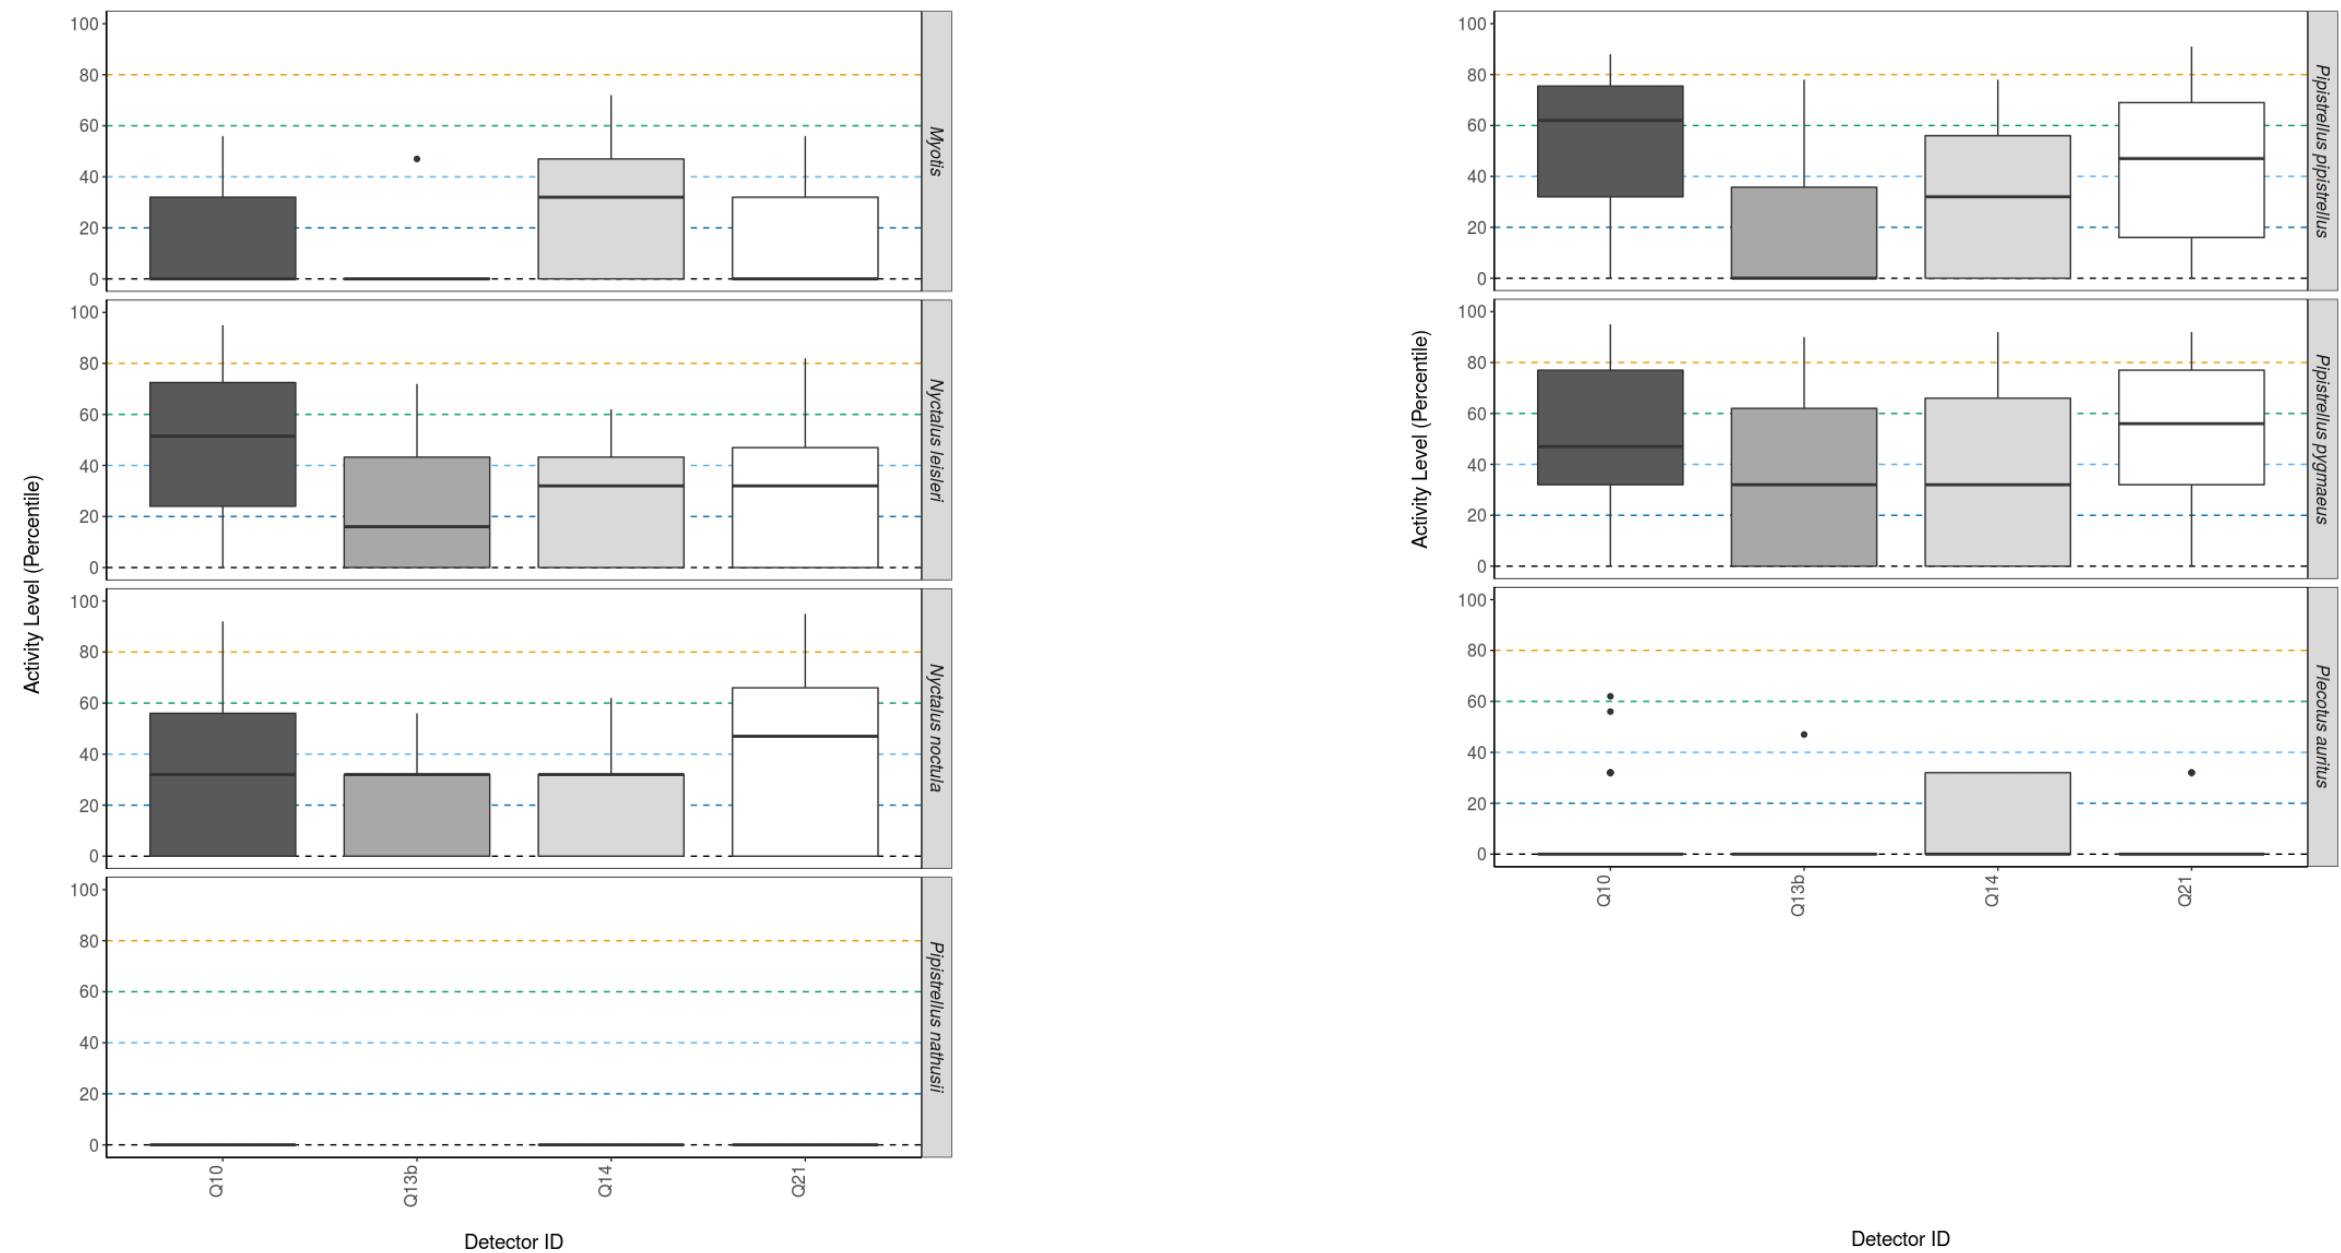 100
80
60
40
20
0
Myotis
100
80
60
40
20
0
Nyctalus leisleri
100
80
60
40
20
0
Nyctalus noctula
100
80
60
40
20
0
Pipistrellus nathusii
Activity Level (Percentile)
Q10
Q13b
Q14
Q21
Detector ID
100
80
60
40
20
0
Pipistrellus pipistrellus
100
80
60
40
20
0
Pipistrellus pygmaeus
100
80
60
40
20
0
Plecotus auritus
Activity Level (Percentile)
Q10
Q13b
Q14
Q21
Detector ID